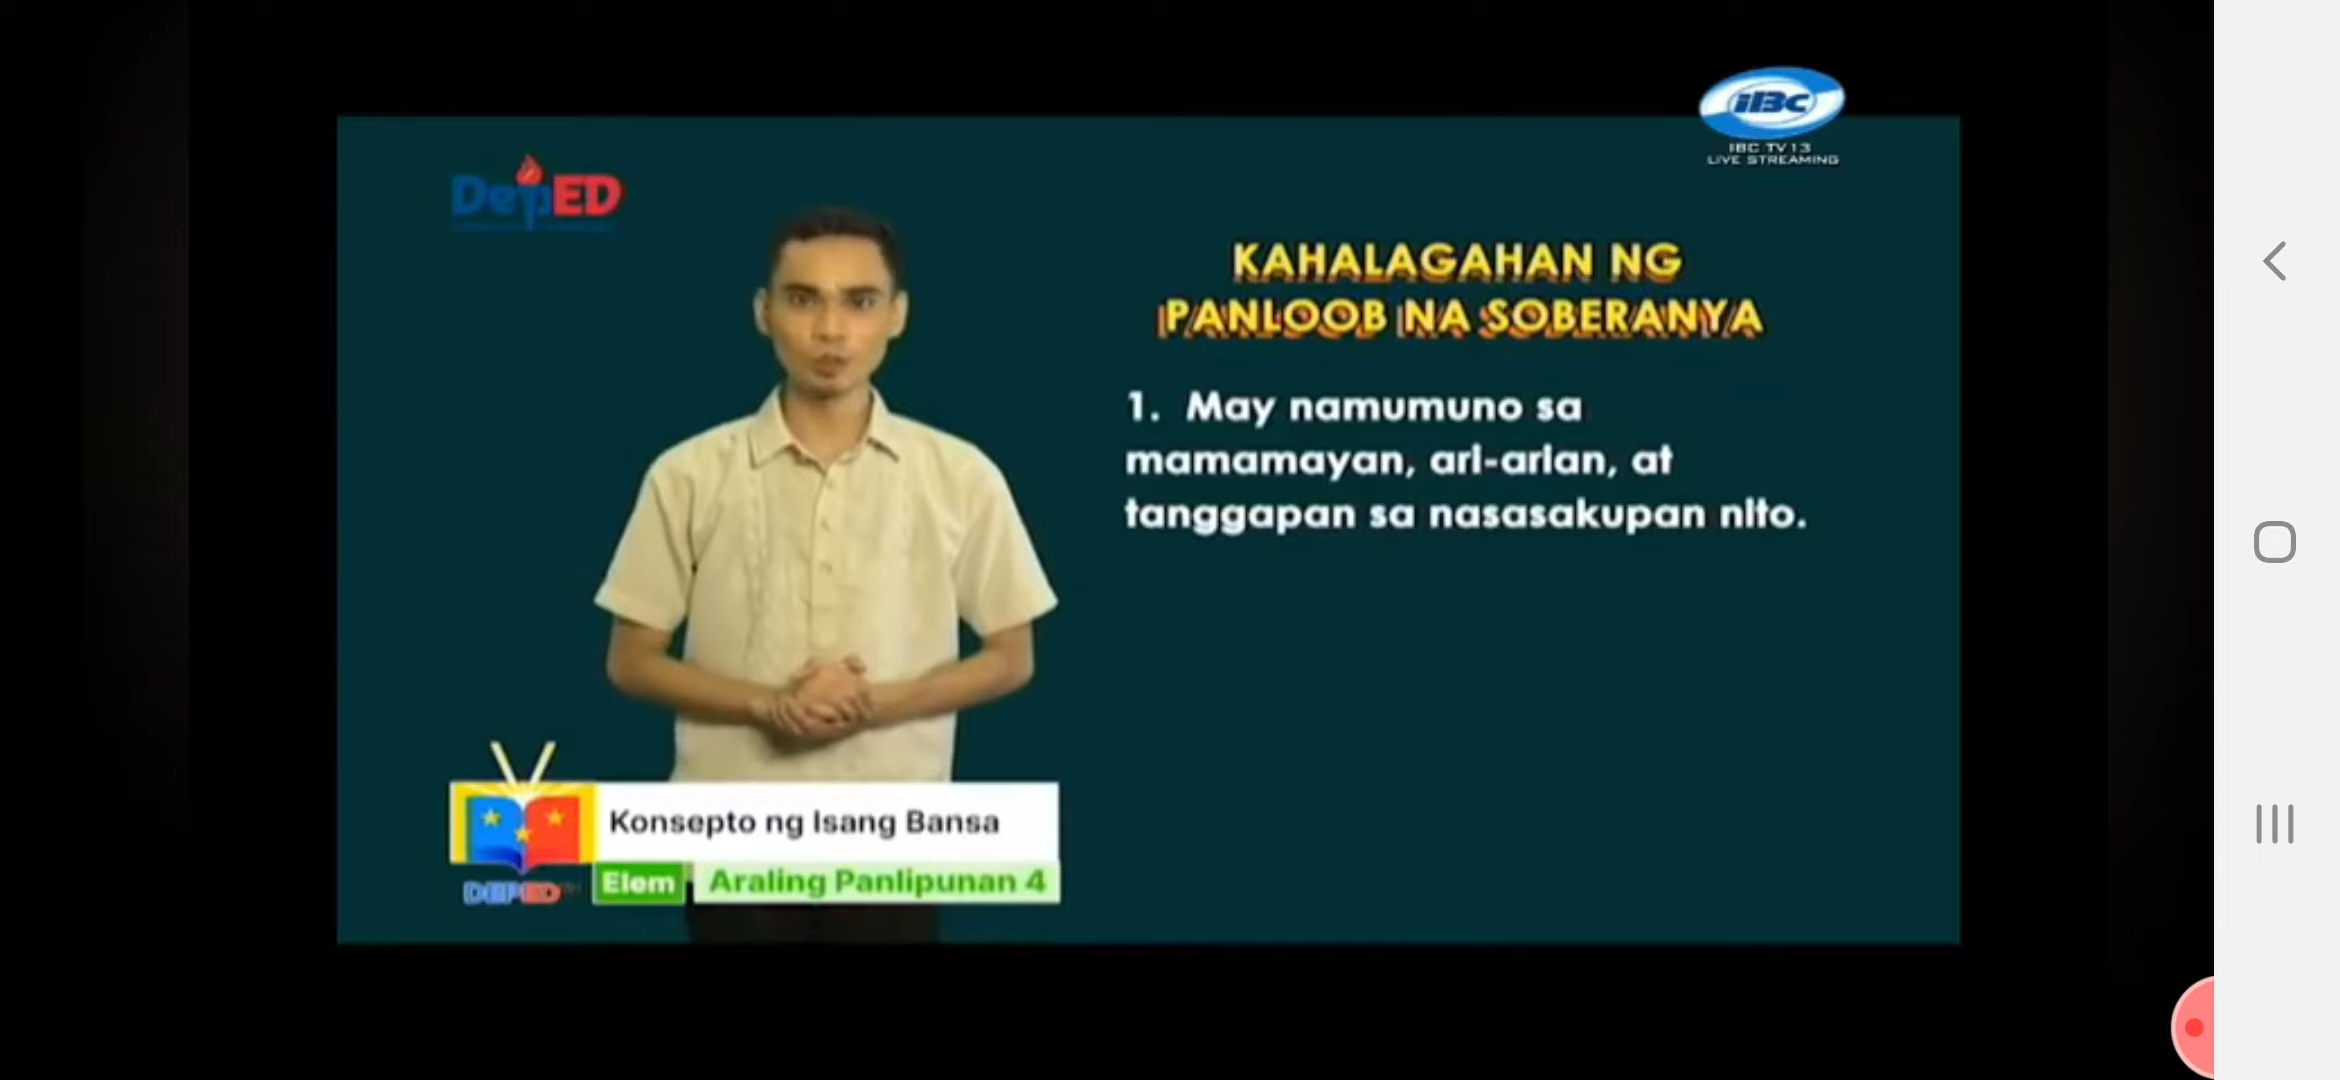 iBC
IBC TV 13
LIVE STREAMING
DepED
KAHALAGAHAN NG
PANLOOB NA SOBERANYA
1. May namumuno sa
mamamayan, ari-arian, at
tanggapan sa nasasakupan nito.
Konsepto ng Isang Bansa
DEPED
Elem
Araling Panlipunan 4